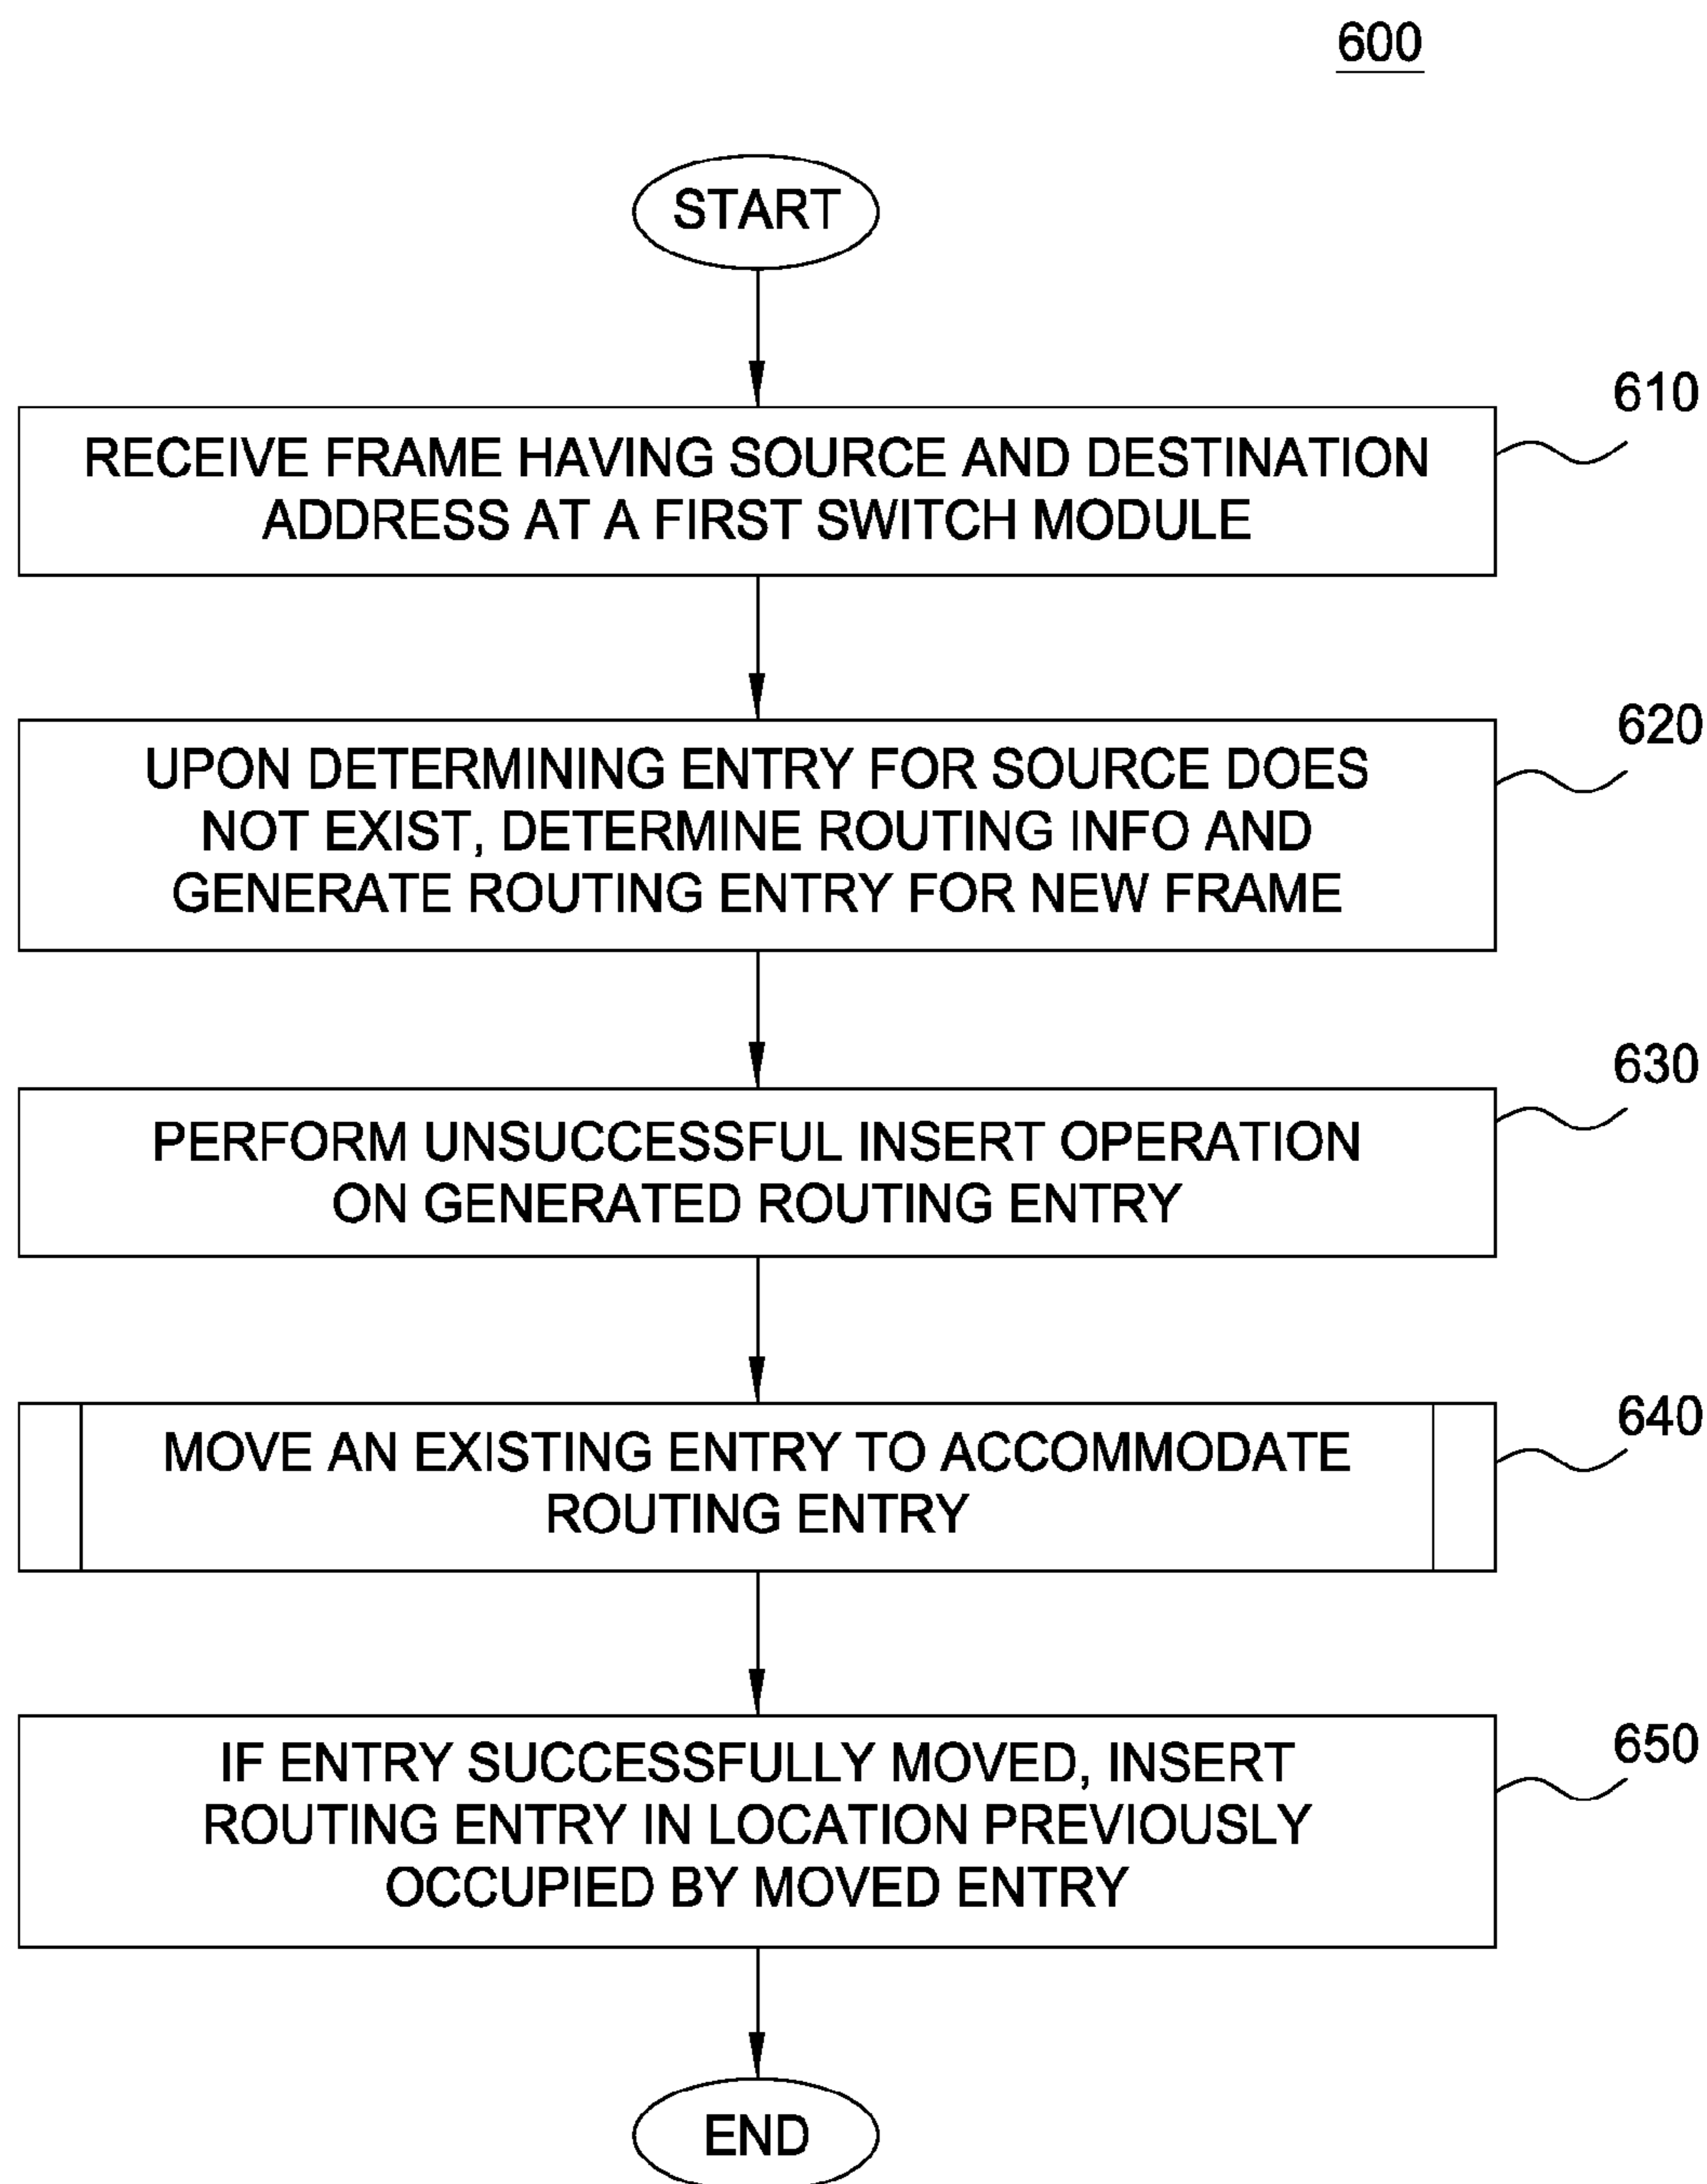 600
START
610
RECEIVE FRAME HAVING SOURCE AND DESTINATION
ADDRESS AT A FIRST SWITCH MODULE
620
UPON DETERMINING ENTRY FOR SOURCE DOES
NOT EXIST, DETERMINE ROUTING INFO AND
GENERATE ROUTING ENTRY FOR NEW FRAME
630
PERFORM UNSUCCESSFUL INSERT OPERATION
ON GENERATED ROUTING ENTRY
640
MOVE AN EXISTING ENTRY TO ACCOMMODATE
ROUTING ENTRY
650
IF ENTRY SUCCESSFULLY MOVED, INSERT
ROUTING ENTRY IN LOCATION PREVIOUSLY
OCCUPIED BY MOVED ENTRY
END